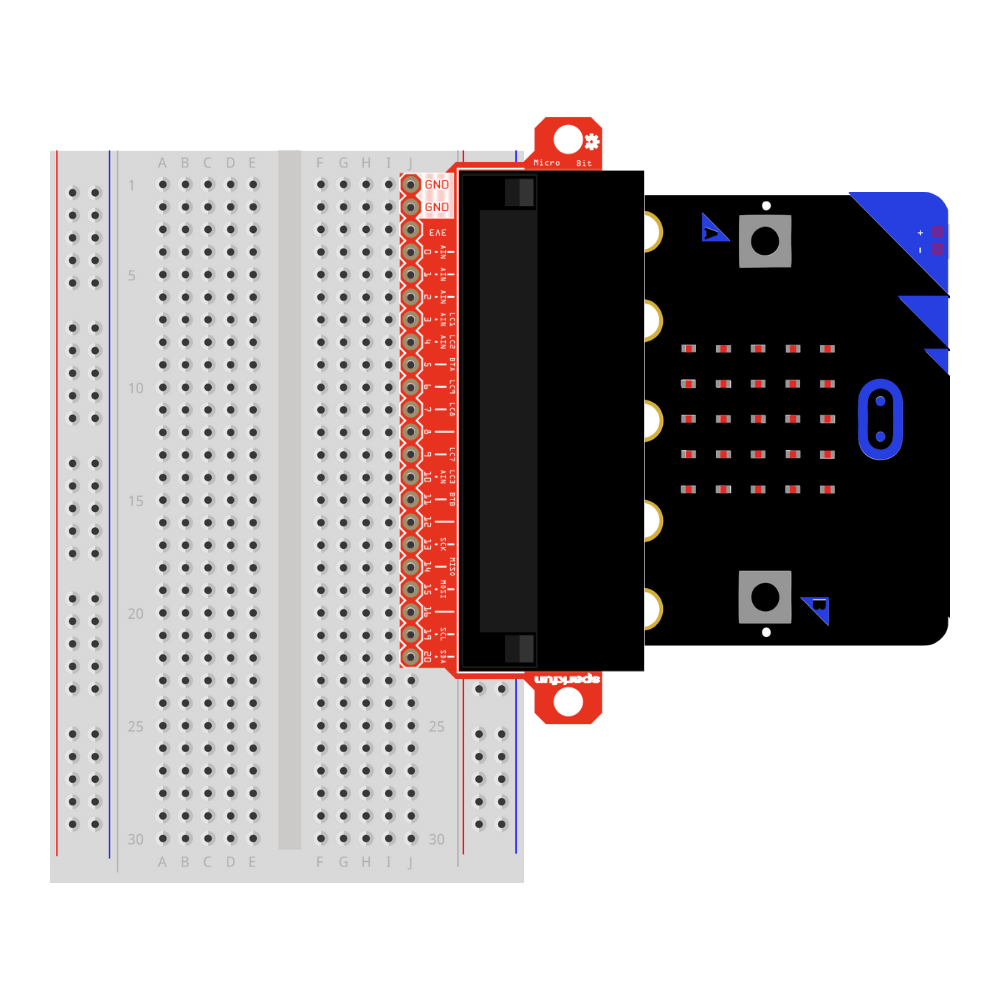 Micro Bit
A B C D E F G H I J
1
GND
GND
3V3
0 AIN
1 AIN
5
2 AIN
3 AIN LC1
4 AIN LC2
5 BTA
6 LC9
10
7 LC8
8
9 LC7
10 AIN LC3
11 BTB
15
12
13 SCK
14 MISO
15 MOSI
16
20
19 SCL
20 SDA
sparkfun
25 25
30 30
A B C D E F G H I J
A
+
-
B